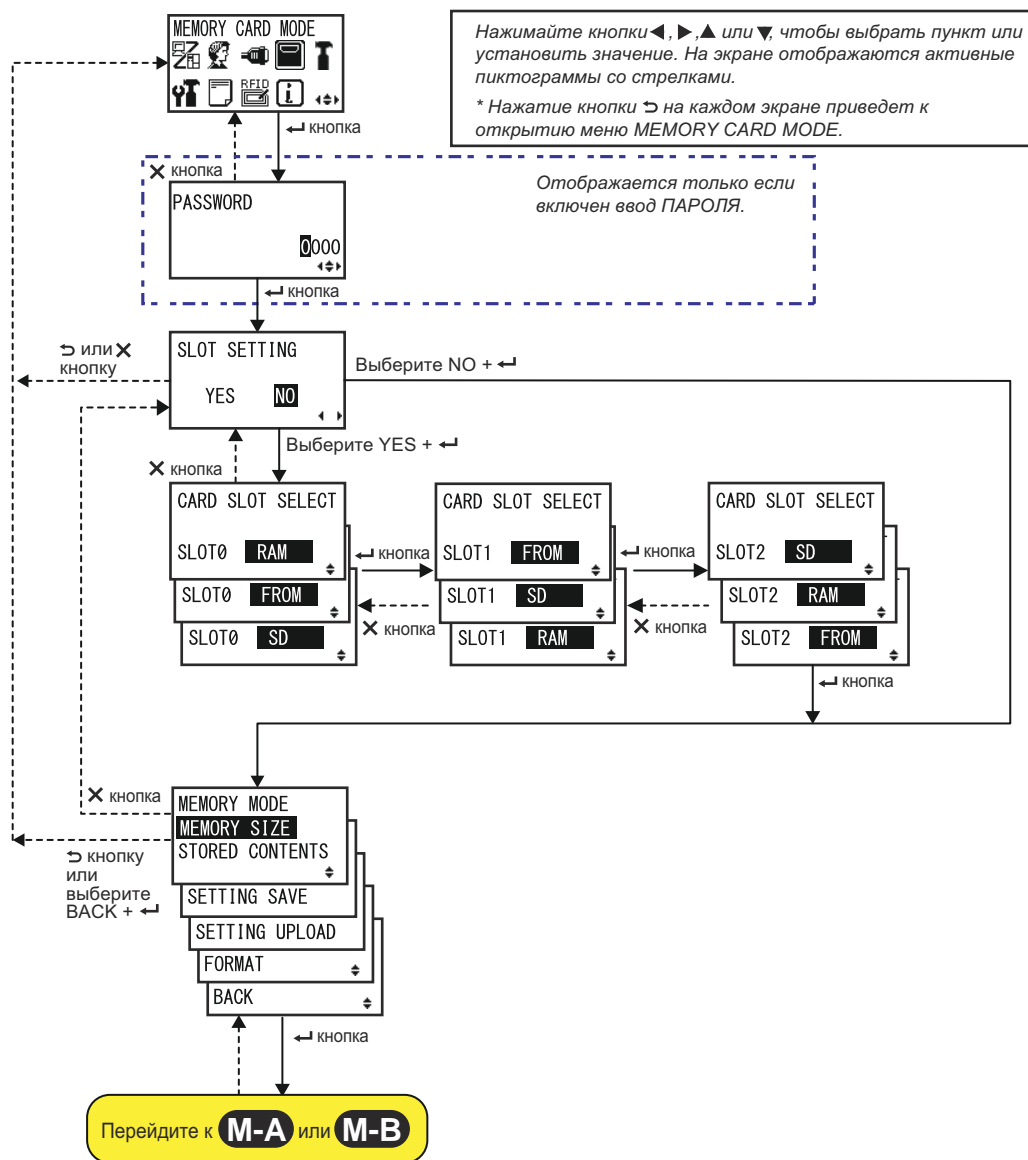 MEMORY CARD MODE
RFID
Нажимайте кнопки ◀, ▶, ▲ или ▼, чтобы выбрать пункт или
установить значение. На экране отображаются активные
пиктограммы со стрелками.
* Нажатие кнопки ⮌ на каждом экране приведет к
открытию меню MEMORY CARD MODE.
↵ кнопка
✕ кнопка
PASSWORD
0000
Отображается только если
включен ввод ПАРОЛЯ.
↵ кнопка
⮌ или ✕
кнопку
SLOT SETTING
YES NO
Выберите NO + ↵
Выберите YES + ↵
✕ кнопка
CARD SLOT SELECT
SLOT0 RAM
SLOT0 FROM
SLOT0 SD
↵ кнопка
✕ кнопка
CARD SLOT SELECT
SLOT1 FROM
SLOT1 SD
SLOT1 RAM
↵ кнопка
✕ кнопка
CARD SLOT SELECT
SLOT2 SD
SLOT2 RAM
SLOT2 FROM
↵ кнопка
✕ кнопка
MEMORY MODE
MEMORY SIZE
STORED CONTENTS
SETTING SAVE
SETTING UPLOAD
FORMAT
BACK
⮌ кнопку
или
выберите
BACK + ↵
↵ кнопка
Перейдите к M-A или M-B